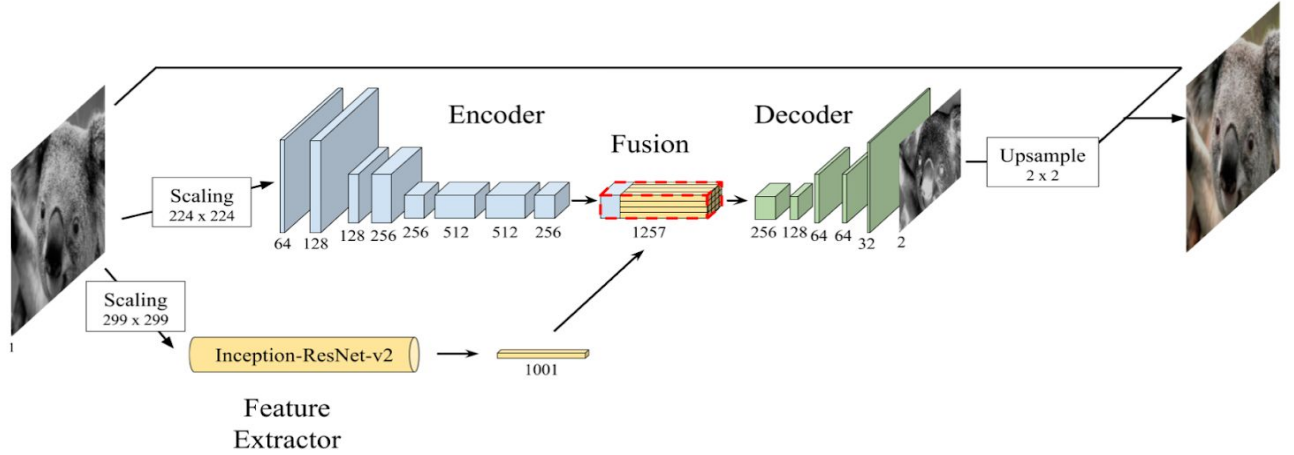 Encoder
Decoder
Fusion
Scaling
224 x 224
Upsample
2 x 2
64
128
128
256
256
512
512
256
1257
256
128
64
64
32
2
Scaling
299 x 299
1
Inception-ResNet-v2
1001
Feature
Extractor